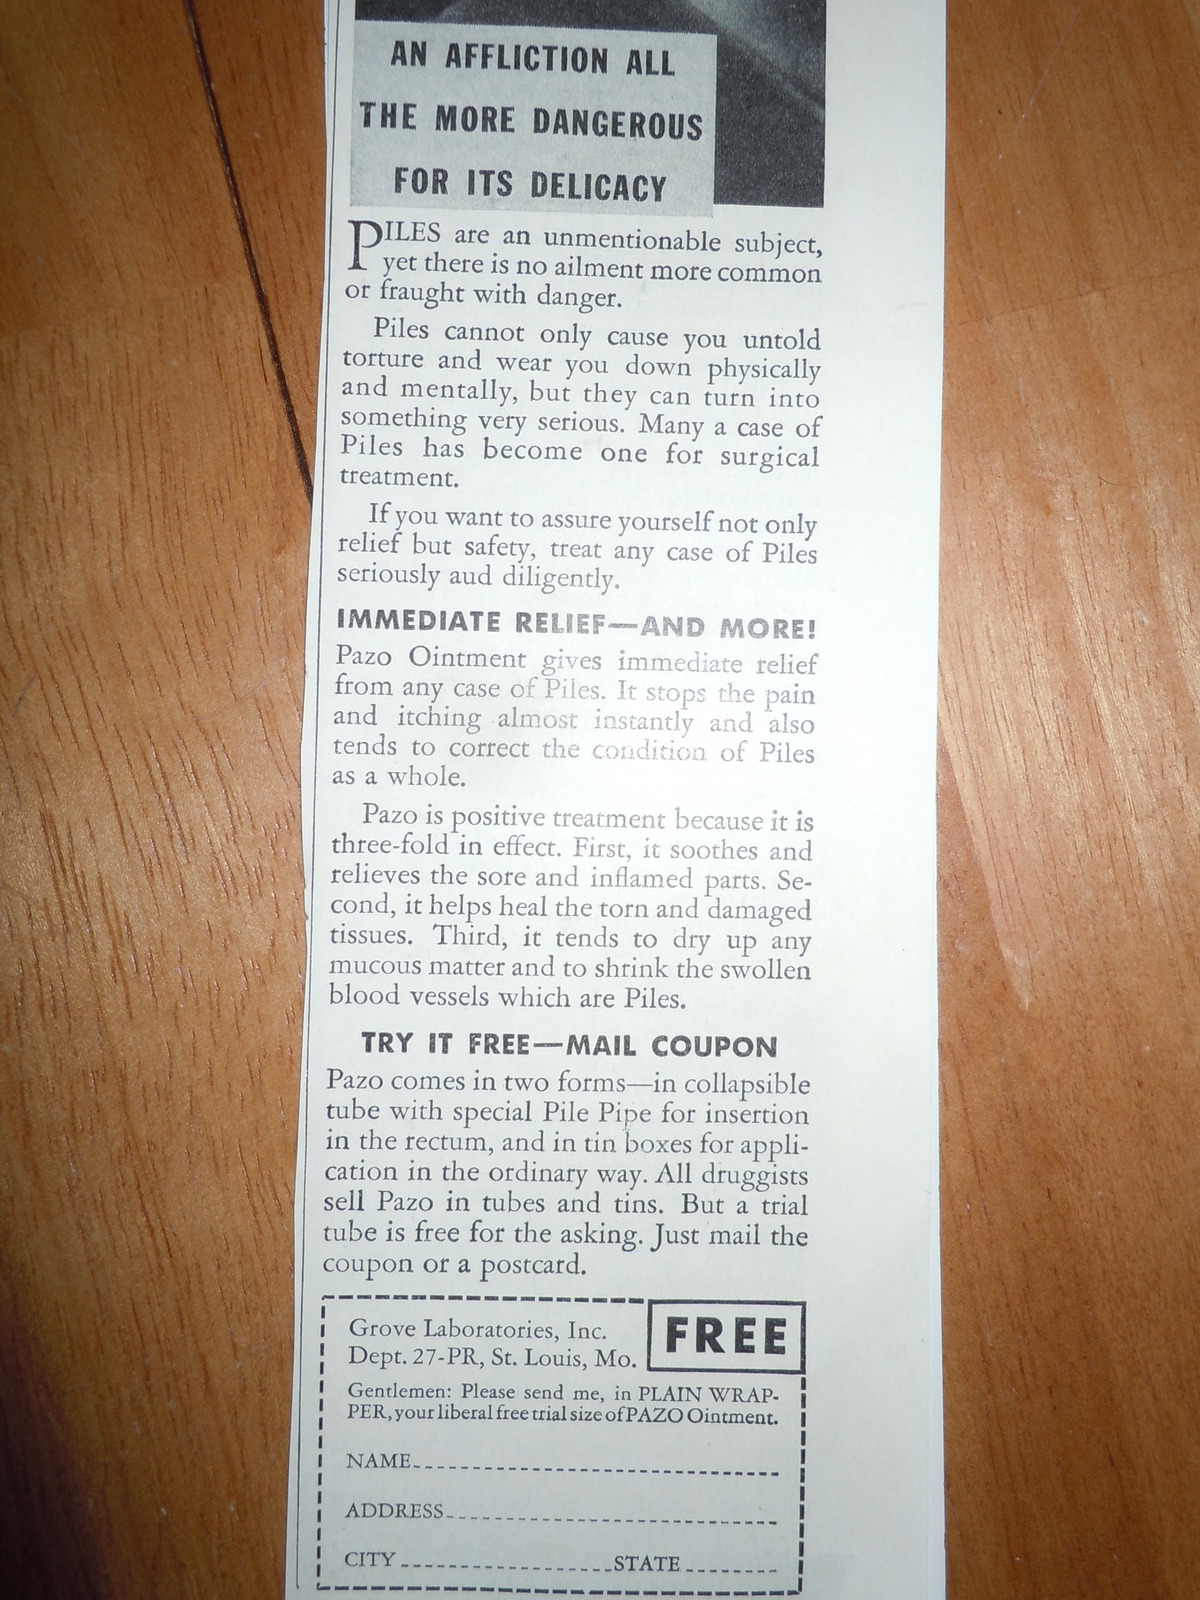 AN AFFLICTION ALL
THE MORE DANGEROUS
FOR ITS DELICACY
PILES are an unmentionable subject,
yet there is no ailment more common
or fraught with danger.
Piles cannot only cause you untold
torture and wear you down physically
and mentally, but they can turn into
something very serious. Many a case of
Piles has become one for surgical
treatment.
If you want to assure yourself not only
relief but safety, treat any case of Piles
seriously aud diligently.
IMMEDIATE RELIEF—AND MORE!
Pazo Ointment gives immediate relief
from any case of Piles. It stops the pain
and itching almost instantly and also
tends to correct the condition of Piles
as a whole.
Pazo is positive treatment because it is
three-fold in effect. First, it soothes and
relieves the sore and inflamed parts. Se-
cond, it helps heal the torn and damaged
tissues. Third, it tends to dry up any
mucous matter and to shrink the swollen
blood vessels which are Piles.
TRY IT FREE—MAIL COUPON
Pazo comes in two forms—in collapsible
tube with special Pile Pipe for insertion
in the rectum, and in tin boxes for appli-
cation in the ordinary way. All druggists
sell Pazo in tubes and tins. But a trial
tube is free for the asking. Just mail the
coupon or a postcard.
Grove Laboratories, Inc.
Dept. 27-PR, St. Louis, Mo.
FREE
Gentlemen: Please send me, in PLAIN WRAP-
PER, your liberal free trial size of PAZO Ointment.
NAME
ADDRESS
CITY STATE